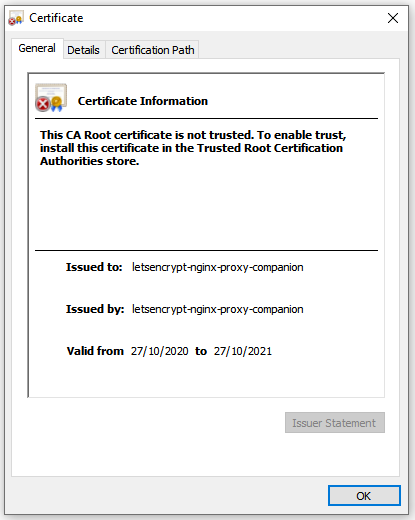 Certificate
General Details Certification Path
Certificate Information
This CA Root certificate is not trusted. To enable trust,
install this certificate in the Trusted Root Certification
Authorities store.
Issued to: letsencrypt-nginx-proxy-companion
Issued by: letsencrypt-nginx-proxy-companion
Valid from 27/10/2020 to 27/10/2021
Issuer Statement
OK